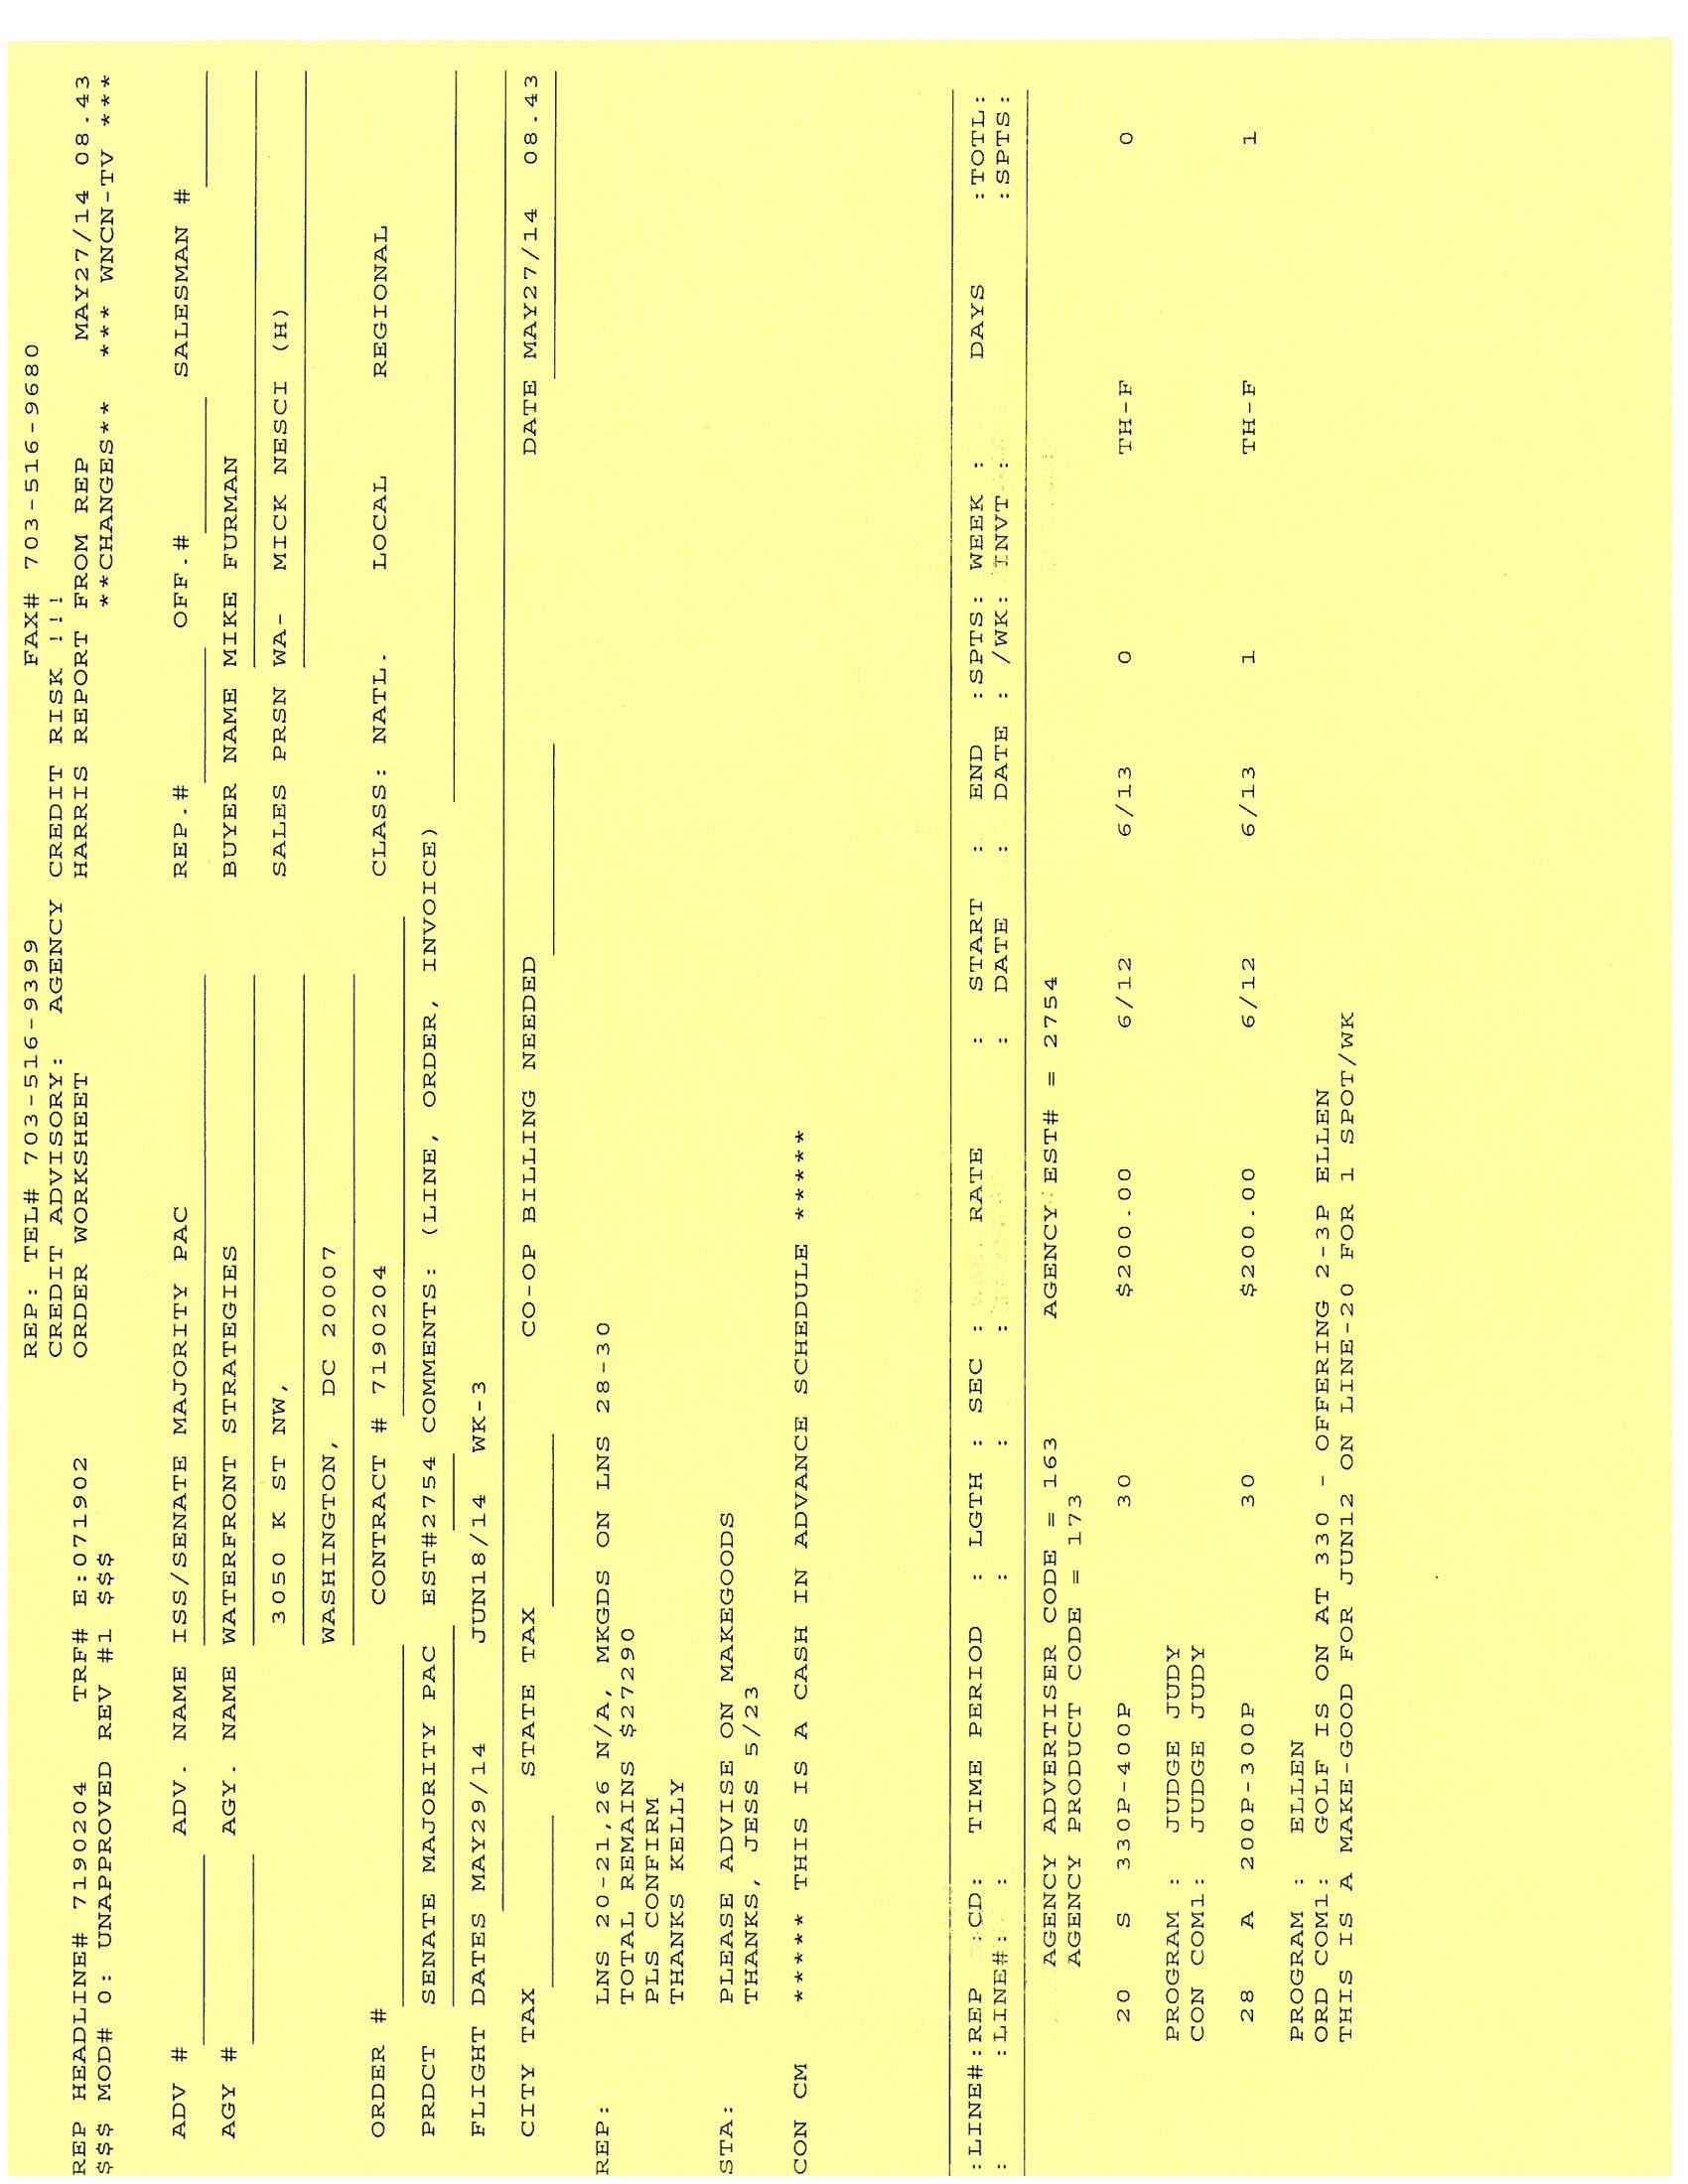 REP: TEL# 703-516-9399 FAX# 703-516-9680
CREDIT ADVISORY: AGENCY CREDIT RISK !!!
REP HEADLINE# 7190204 TRF# E:071902 ORDER WORKSHEET HARRIS REPORT FROM REP MAY27/14 08.43
$$$ MOD# 0: UNAPPROVED REV #1 $$$ **CHANGES** *** WNCN-TV ***
ADV # ADV. NAME ISS/SENATE MAJORITY PAC REP.# OFF.# SALESMAN #
AGY # AGY. NAME WATERFRONT STRATEGIES BUYER NAME MIKE FURMAN
3050 K ST NW, SALES PRSN WA- MICK NESCI (H)
WASHINGTON, DC 20007
ORDER # CONTRACT # 7190204 CLASS: NATL. LOCAL REGIONAL
PRDCT SENATE MAJORITY PAC EST#2754 COMMENTS: (LINE, ORDER, INVOICE)
FLIGHT DATES MAY29/14 JUN18/14 WK-3
CITY TAX STATE TAX CO-OP BILLING NEEDED DATE MAY27/14 08.43
REP: LNS 20-21,26 N/A, MKGDS ON LNS 28-30
TOTAL REMAINS $27290
PLS CONFIRM
THANKS KELLY
STA: PLEASE ADVISE ON MAKEGOODS
THANKS, JESS 5/23
CON CM ***** THIS IS A CASH IN ADVANCE SCHEDULE *****
:LINE#:REP :CD: TIME PERIOD : LGTH : SEC : RATE : START : END :SPTS: WEEK : DAYS :TOTL:
: :LINE#: : : : : DATE : DATE : /WK: INVT : :SPTS:
AGENCY ADVERTISER CODE = 163 AGENCY EST# = 2754
AGENCY PRODUCT CODE = 173
20 S 330P-400P 30 $200.00 6/12 6/13 0 TH-F 0
PROGRAM : JUDGE JUDY
CON COM1: JUDGE JUDY
28 A 200P-300P 30 $200.00 6/12 6/13 1 TH-F 1
PROGRAM : ELLEN
ORD COM1: GOLF IS ON AT 330 - OFFERING 2-3P ELLEN
THIS IS A MAKE-GOOD FOR JUN12 ON LINE-20 FOR 1 SPOT/WK